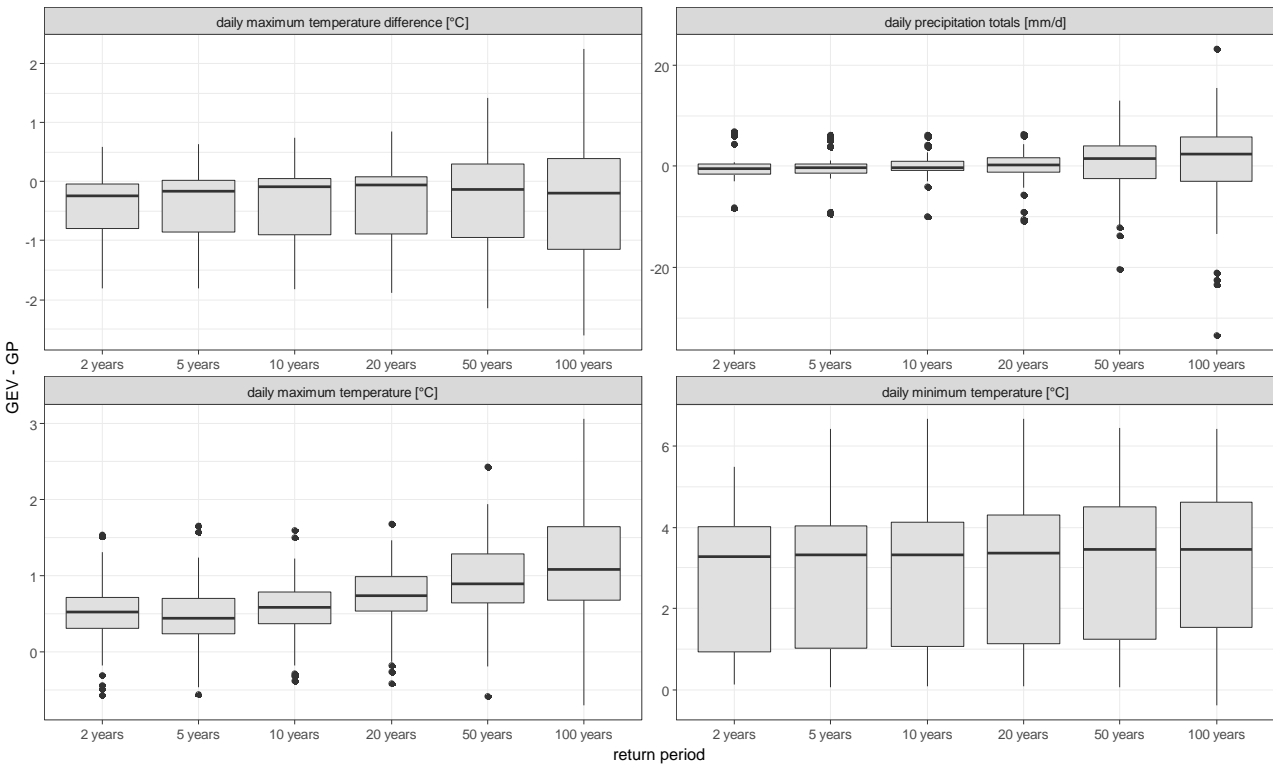 daily maximum temperature difference [°C]
daily precipitation totals [mm/d]
2
1
0
-1
-2
20
0
-20
2 years 5 years 10 years 20 years 50 years 100 years
2 years 5 years 10 years 20 years 50 years 100 years
GEV - GP
daily maximum temperature [°C]
daily minimum temperature [°C]
3
2
1
0
6
4
2
0
2 years 5 years 10 years 20 years 50 years 100 years
2 years 5 years 10 years 20 years 50 years 100 years
return period